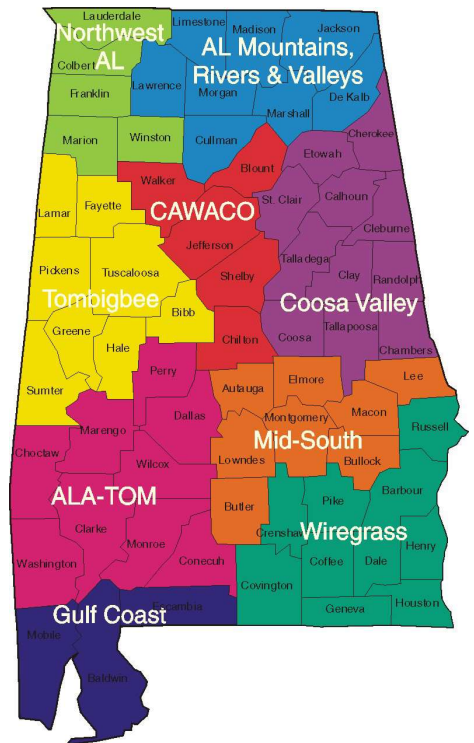 Lauderdale
Limestone
Madison
Jackson
Northwest
AL
AL Mountains,
Rivers & Valleys
Colbert
Franklin
Lawrence
Morgan
Marshall
De Kalb
Marion
Winston
Cullman
Cherokee
Etowah
Blount
Walker
Lamar
Fayette
CAWACO
St. Clair
Calhoun
Cleburne
Jefferson
Pickens
Tuscaloosa
Talladega
Clay
Randolph
Shelby
Tombigbee
Coosa Valley
Bibb
Greene
Hale
Chilton
Coosa
Tallapoosa
Chambers
Perry
Sumter
Autauga
Elmore
Lee
Dallas
Montgomery
Macon
Marengo
Russell
Choctaw
Mid-South
Lowndes
Bullock
Wilcox
ALA-TOM
Barbour
Butler
Pike
Crenshaw
Wiregrass
Clarke
Monroe
Conecuh
Coffee
Dale
Henry
Washington
Covington
Geneva
Houston
Gulf Coast
Escambia
Mobile
Baldwin